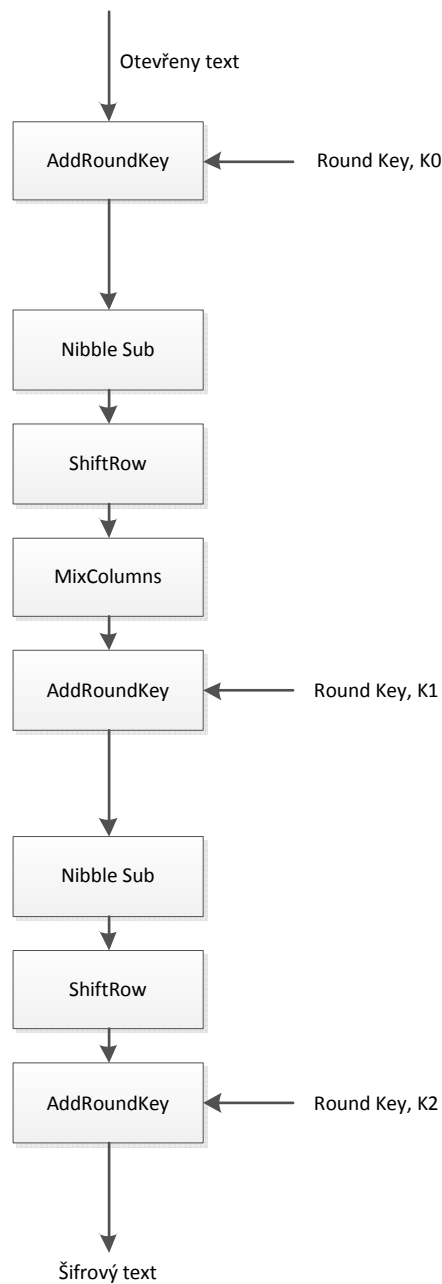 Otevřeny text
AddRoundKey
Round Key, K0
Nibble Sub
ShiftRow
MixColumns
AddRoundKey
Round Key, K1
Nibble Sub
ShiftRow
AddRoundKey
Round Key, K2
Šifrový text